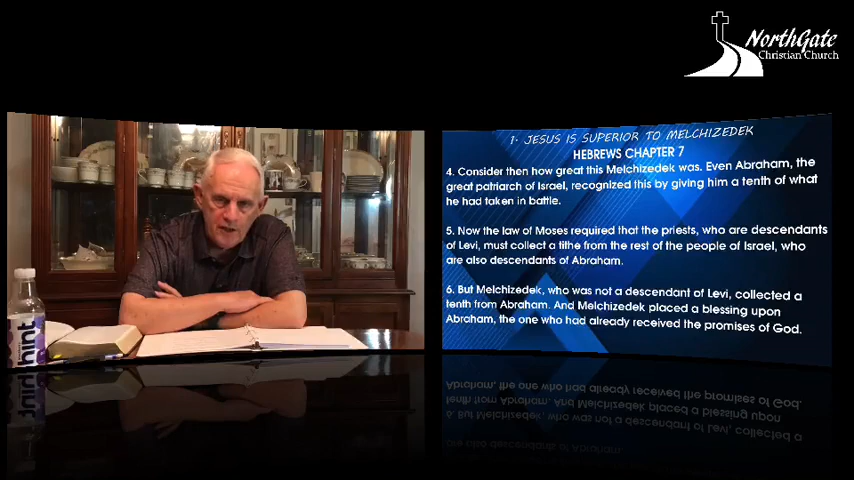 NorthGate
Christian Church
1. JESUS IS SUPERIOR TO MELCHIZEDEK
HEBREWS CHAPTER 7
4. Consider then how great this Melchizedek was. Even Abraham, the
great patriarch of Israel, recognized this by giving him a tenth of what
he had taken in battle.
5. Now the law of Moses required that the priests, who are descendants
of Levi, must collect a tithe from the rest of the people of Israel, who
are also descendants of Abraham.
6. But Melchizedek, who was not a descendant of Levi, collected a
tenth from Abraham. And Melchizedek placed a blessing upon
Abraham, the one who had already received the promises of God.